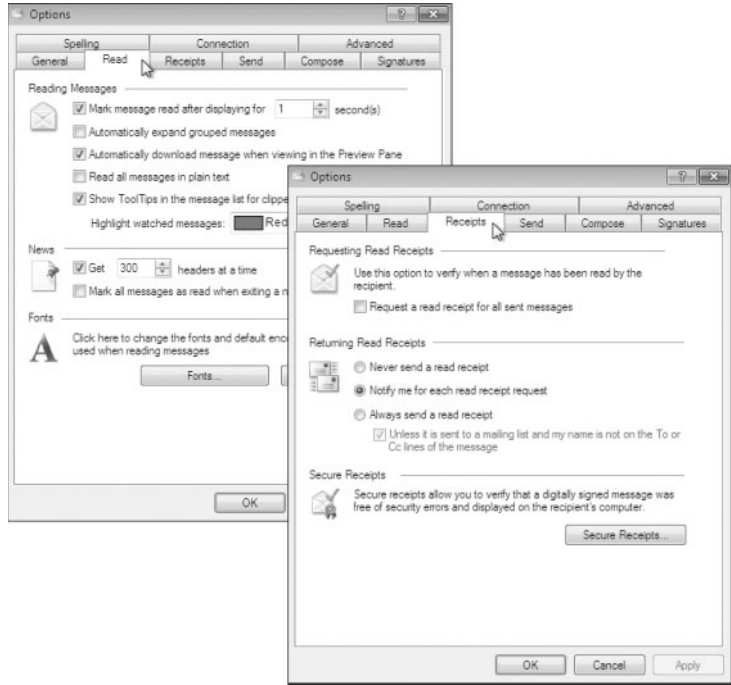 Options
Spelling Connection Advanced
General Read Receipts Send Compose Signatures
Reading Messages
Mark message read after displaying for 1 second(s)
Automatically expand grouped messages
Automatically download message when viewing in the Preview Pane
Read all messages in plain text
Show ToolTips in the message list for clippe
Highlight watched messages: Red
News
Get 300 headers at a time
Mark all messages as read when exiting a n
Fonts
Click here to change the fonts and default enc
used when reading messages
Fonts...
OK
Options
Spelling Connection Advanced
General Read Receipts Send Compose Signatures
Requesting Read Receipts
Use this option to verify when a message has been read by the
recipient.
Request a read receipt for all sent messages
Returning Read Receipts
Never send a read receipt
Notify me for each read receipt request
Always send a read receipt
Unless it is sent to a mailing list and my name is not on the To or
Cc lines of the message
Secure Receipts
Secure receipts allow you to verify that a digitally signed message was
free of security errors and displayed on the recipient's computer.
Secure Receipts...
OK Cancel Apply